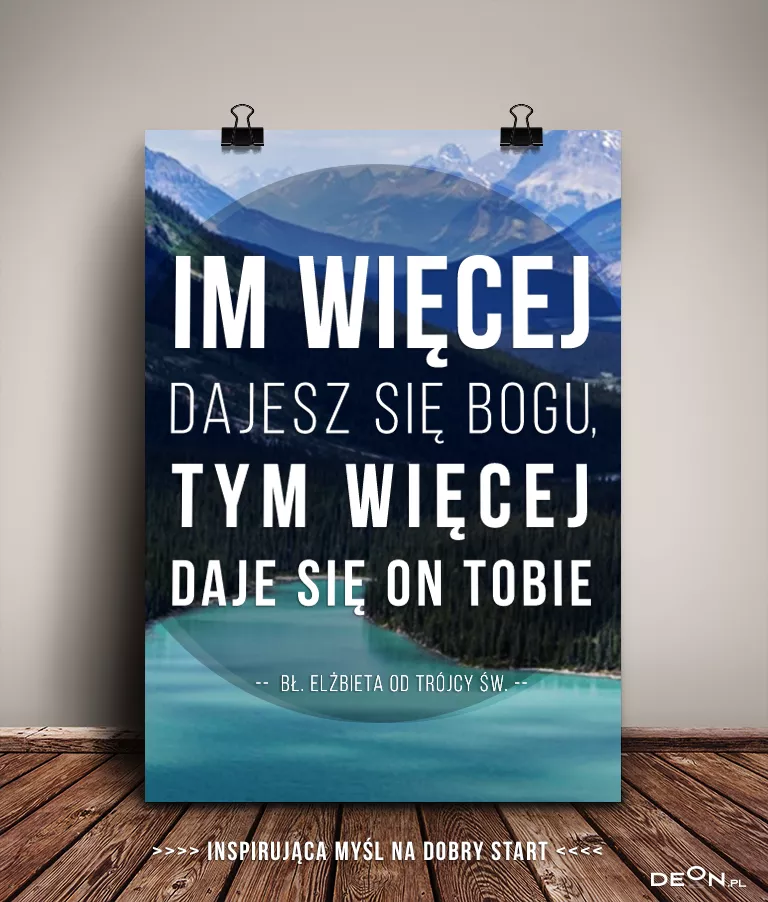 IM WIĘCEJ
DAJESZ SIĘ BOGU,
TYM WIĘCEJ
DAJE SIĘ ON TOBIE
-- BŁ. ELŻBIETA OD TRÓJCY ŚW. --
>>>> INSPIRUJĄCA MYŚL NA DOBRY START <<<<
DEON.PL